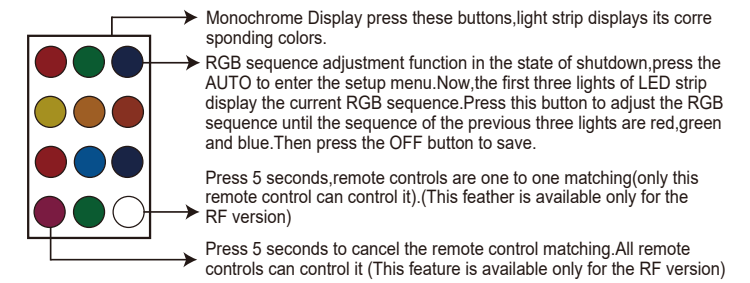 Monochrome Display press these buttons,light strip displays its corre
sponding colors.
RGB sequence adjustment function in the state of shutdown,press the
AUTO to enter the setup menu.Now,the first three lights of LED strip
display the current RGB sequence.Press this button to adjust the RGB
sequence until the sequence of the previous three lights are red,green
and blue.Then press the OFF button to save.
Press 5 seconds,remote controls are one to one matching(only this
remote control can control it).(This feather is available only for the
RF version)
Press 5 seconds to cancel the remote control matching.All remote
controls can control it (This feature is available only for the RF version)